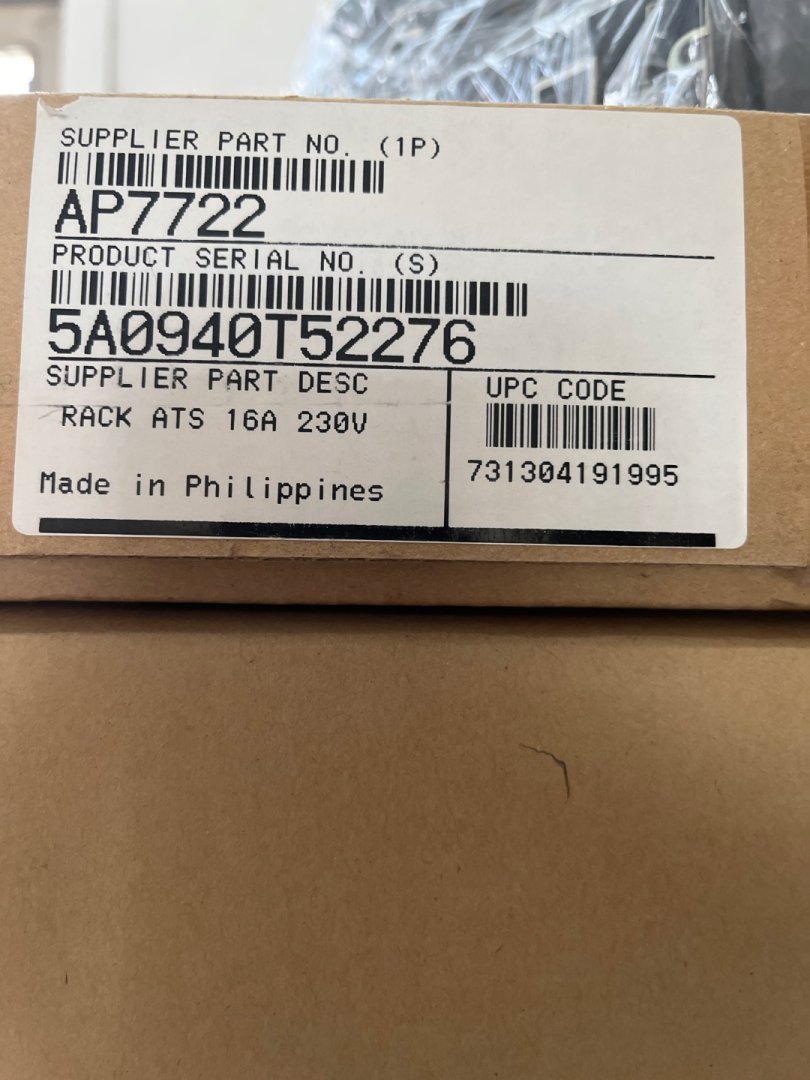 SUPPLIER PART NO. (1P)
AP7722
PRODUCT SERIAL NO. (S)
5A0940T52276
SUPPLIER PART DESC
RACK ATS 16A 230V
Made in Philippines
UPC CODE
731304191995